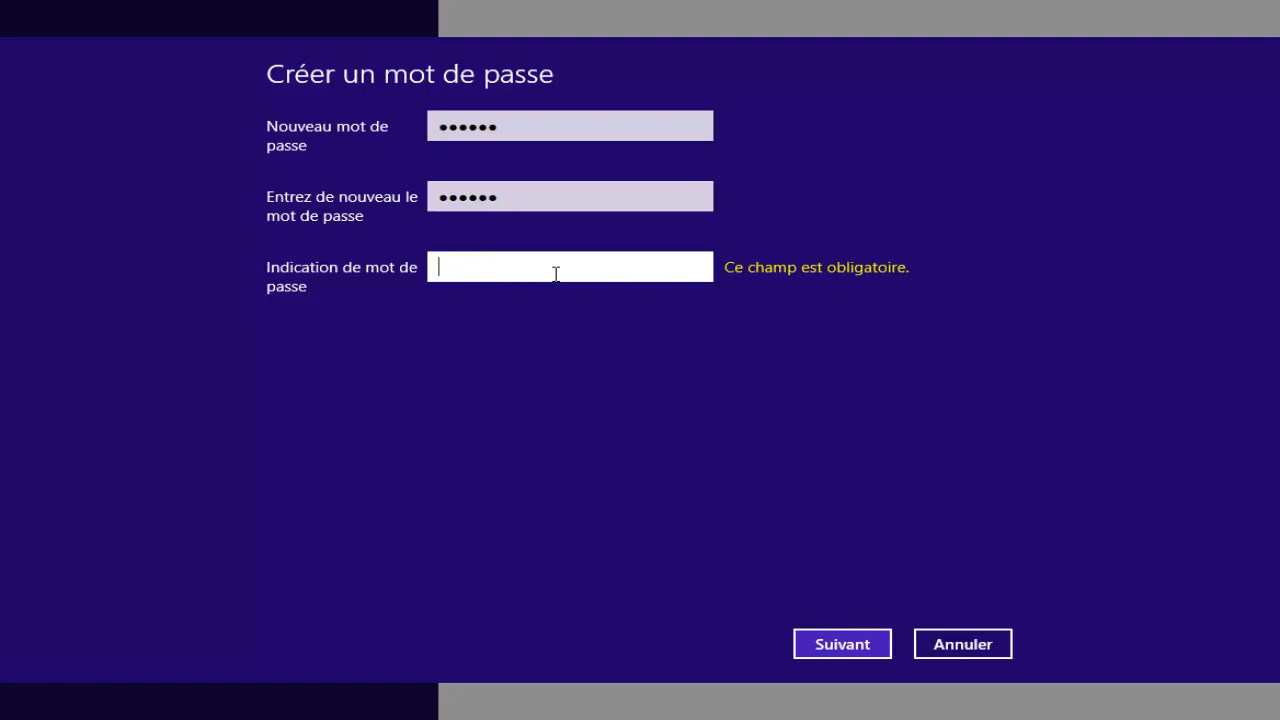 Créer un mot de passe
Nouveau mot de
passe
●●●●●●
Entrez de nouveau le
mot de passe
●●●●●●
Indication de mot de
passe
Ce champ est obligatoire.
Suivant
Annuler